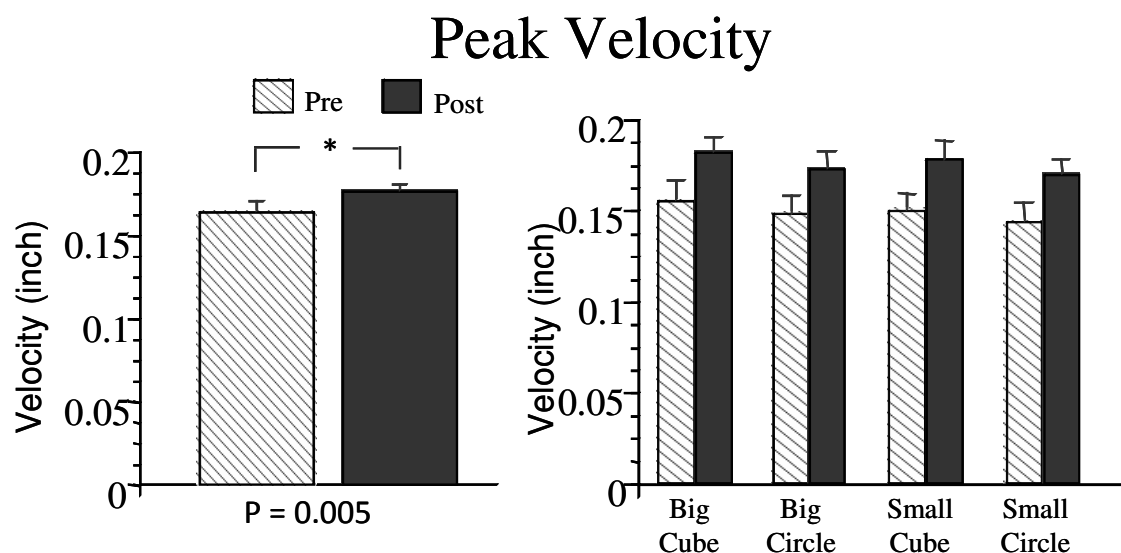 Peak Velocity
Pre
Post
*
0.2
0.15
0.1
0.05
0
Velocity (inch)
P = 0.005
0.2
0.15
0.1
0.05
0
Velocity (inch)
Big Cube
Big Circle
Small Cube
Small Circle